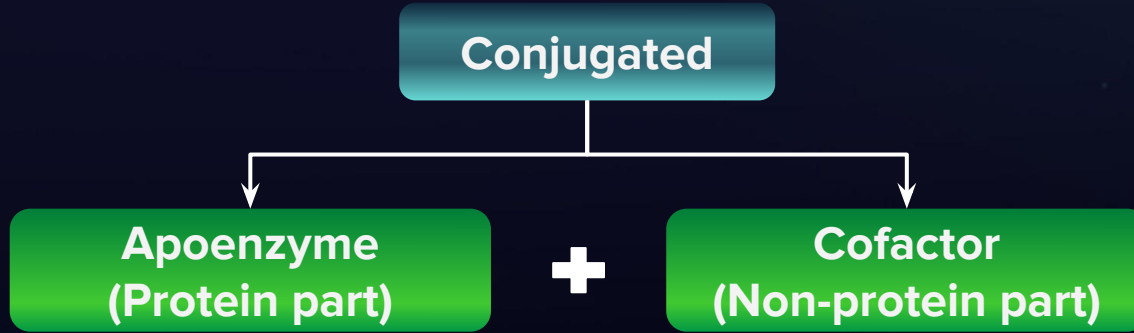 Conjugated
Apoenzyme
(Protein part)
Cofactor
(Non-protein part)